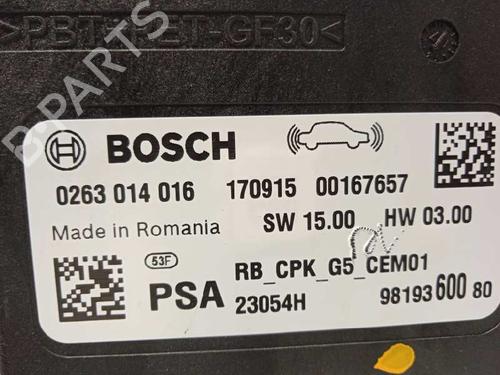 >PBT+PET-GF30<
B-PARTS
BOSCH
0263 014 016 170915 00167657
Made in Romania SW 15.00 HW 03.00
53F RB_CPK_G5_CEM01
PSA 23054H 98193 600 80